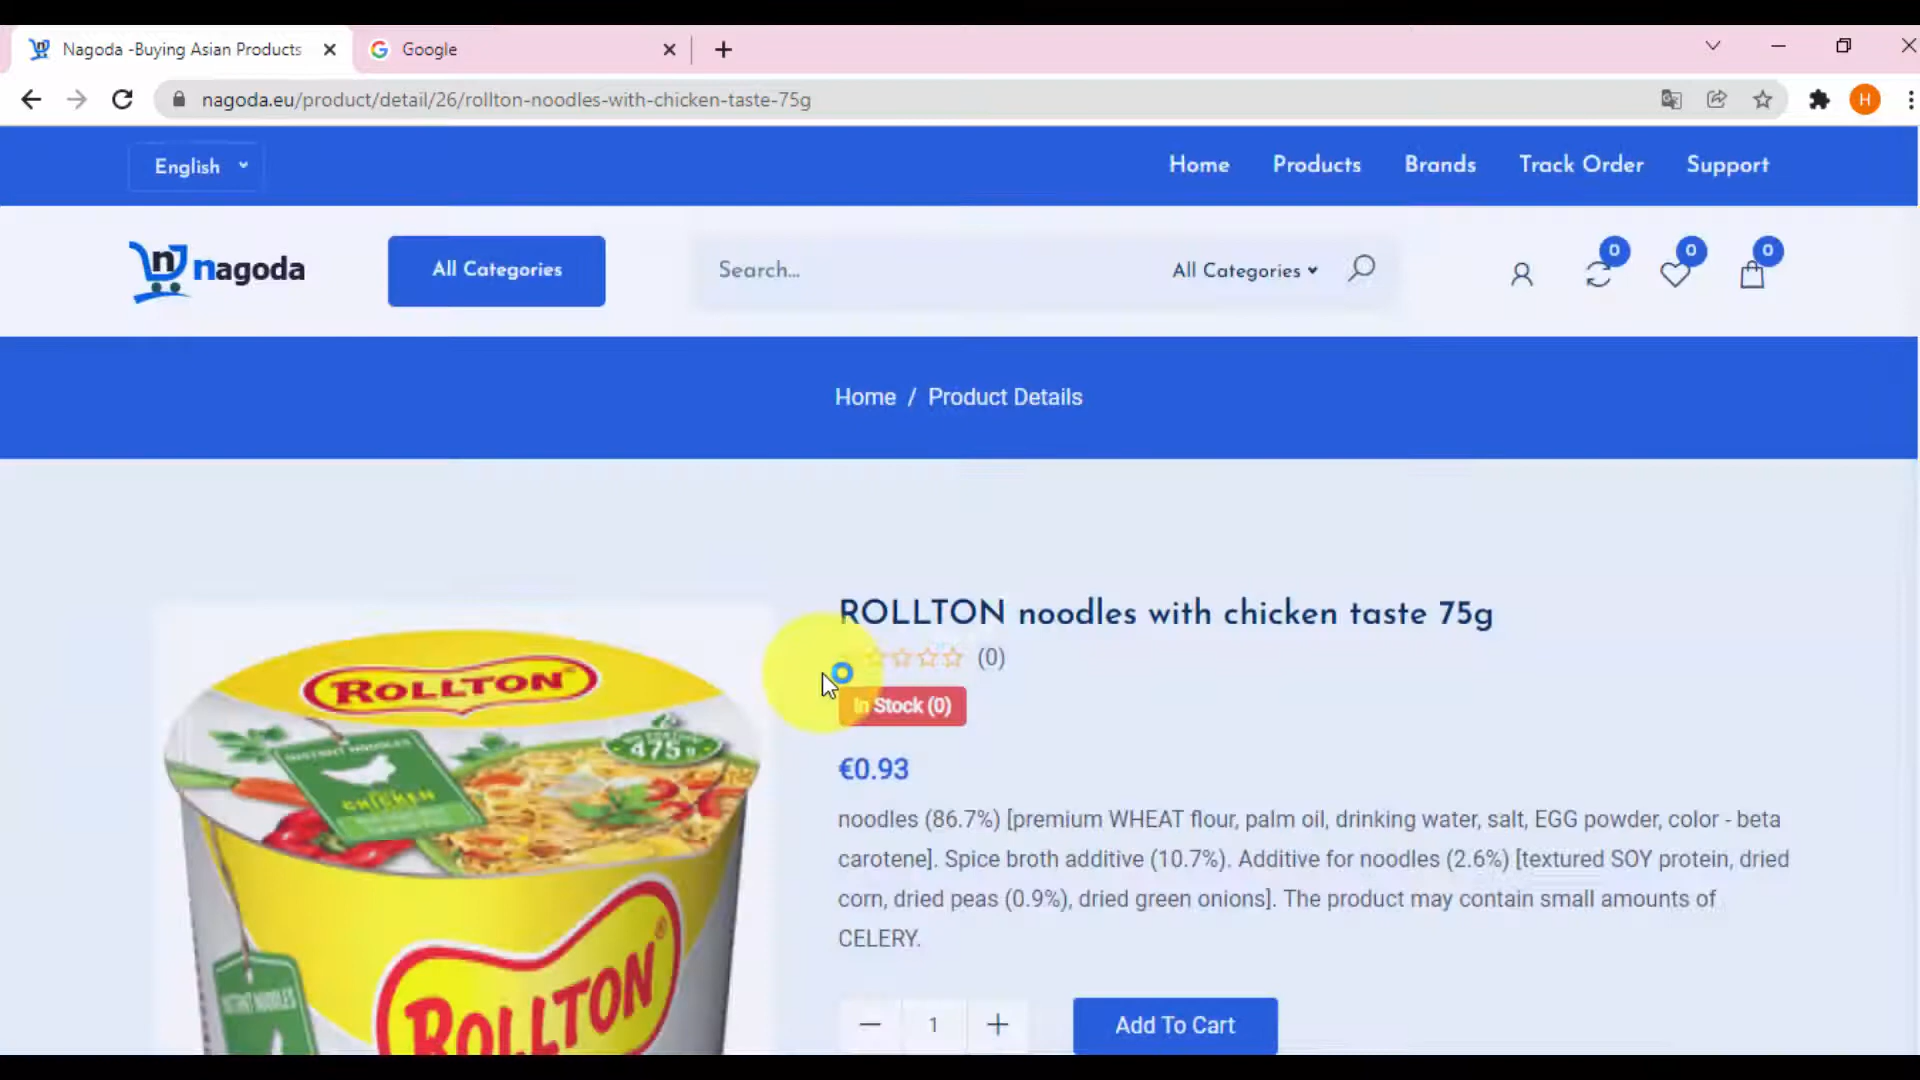 Nagoda -Buying Asian Products
Google
nagoda.eu/product/detail/26/rollton-noodles-with-chicken-taste-75g
H
English
Home
Products
Brands
Track Order
Support
n nagoda
All Categories
Search...
All Categories
0
0
0
Home / Product Details
ROLLTON noodles with chicken taste 75g
(0)
In Stock (0)
€0.93
noodles (86.7%) [premium WHEAT flour, palm oil, drinking water, salt, EGG powder, color - beta
carotene]. Spice broth additive (10.7%). Additive for noodles (2.6%) [textured SOY protein, dried
corn, dried peas (0.9%), dried green onions]. The product may contain small amounts of
CELERY.
1
Add To Cart
ROLLTON
475g
INSTANT NOODLES
CHICKEN
ROLLTON®
INSTANT NOODLES